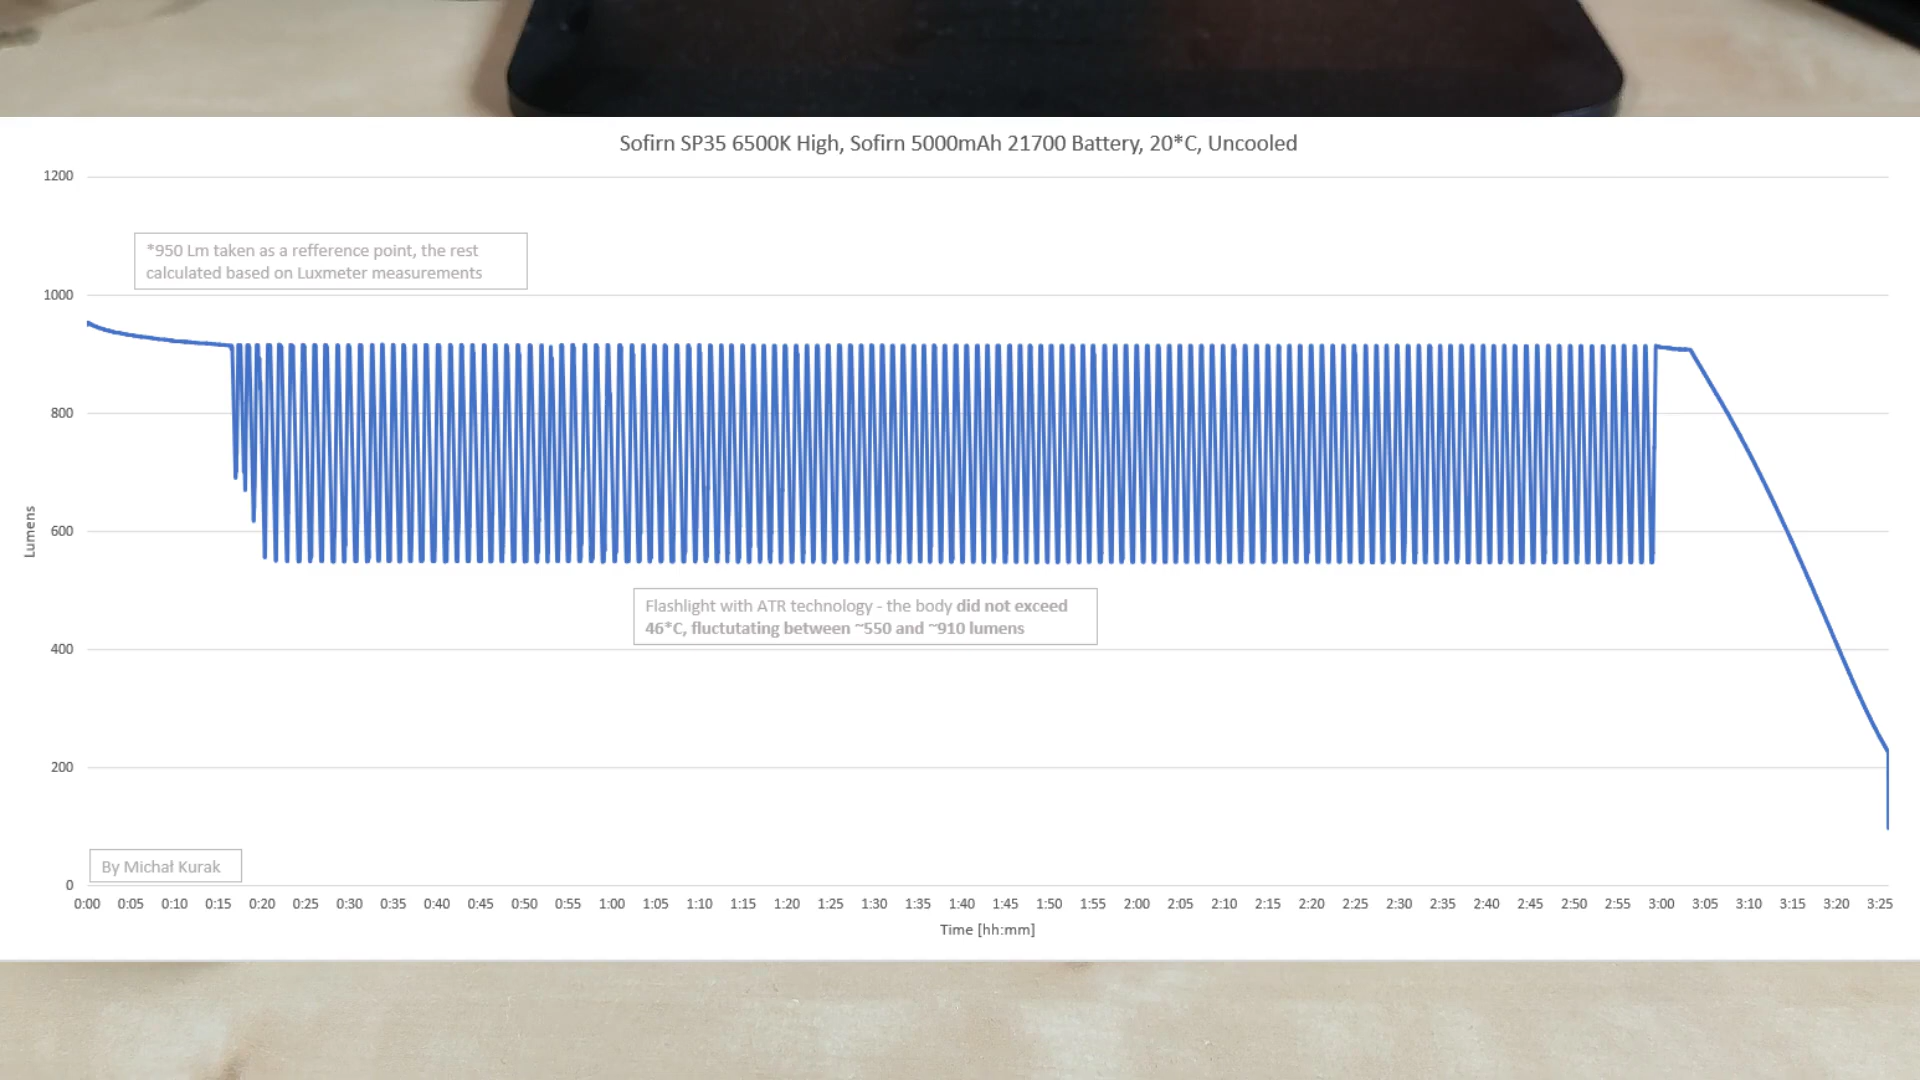 Sofirn SP35 6500K High, Sofirn 5000mAh 21700 Battery, 20*C, Uncooled
1200
*950 Lm taken as a refference point, the rest
calculated based on Luxmeter measurements
1000
800
600
Lumens
Flashlight with ATR technology - the body did not exceed
46*C, fluctutating between ~550 and ~910 lumens
400
200
By Michał Kurak
0
0:00 0:05 0:10 0:15 0:20 0:25 0:30 0:35 0:40 0:45 0:50 0:55 1:00 1:05 1:10 1:15 1:20 1:25 1:30 1:35 1:40 1:45 1:50 1:55 2:00 2:05 2:10 2:15 2:20 2:25 2:30 2:35 2:40 2:45 2:50 2:55 3:00 3:05 3:10 3:15 3:20 3:25
Time [hh:mm]